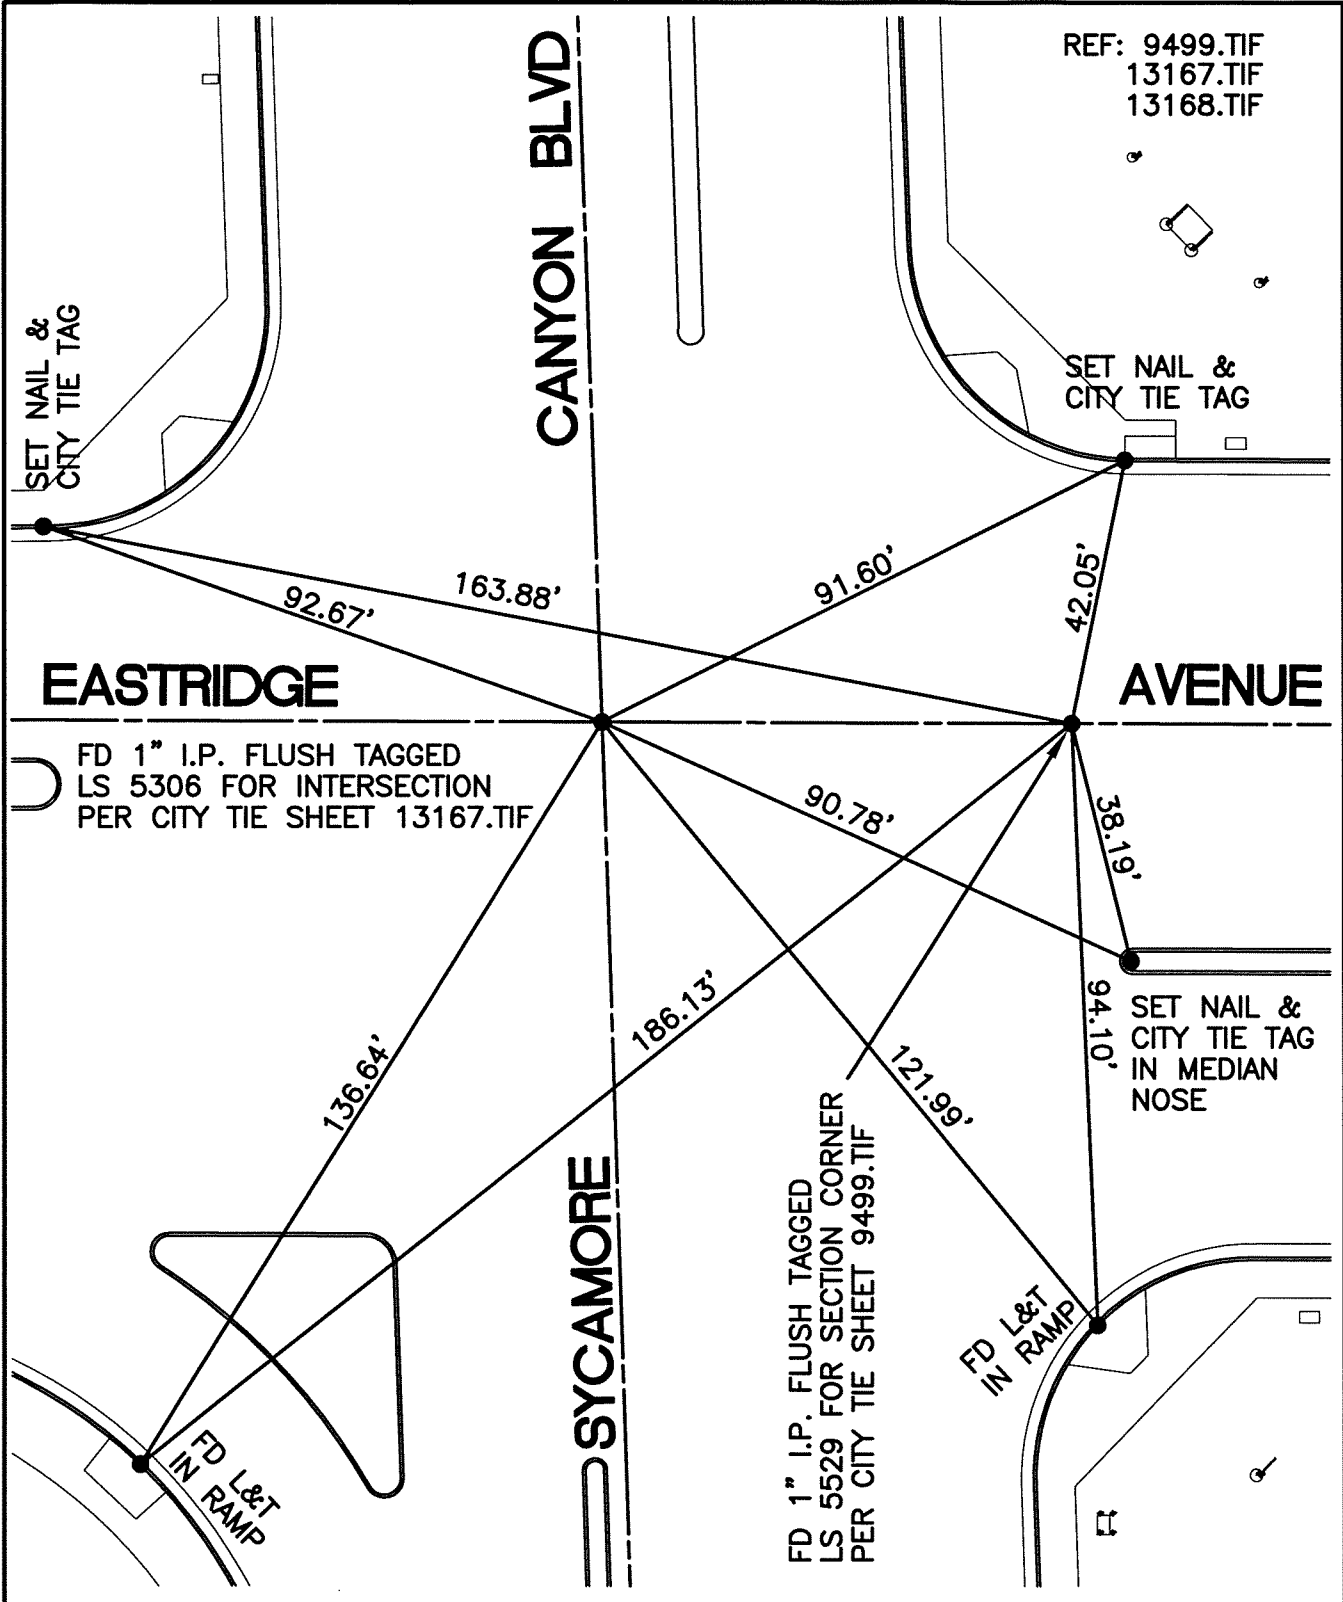 REF: 9499.TIF
13167.TIF
13168.TIF
CANYON BLVD
SET NAIL &
CITY TIE TAG
SET NAIL &
CITY TIE TAG
92.67'
163.88'
91.60'
42.05'
EASTRIDGE
AVENUE
FD 1" I.P. FLUSH TAGGED
LS 5306 FOR INTERSECTION
PER CITY TIE SHEET 13167.TIF
90.78'
38.19'
136.64'
186.13'
121.99'
94.10'
SET NAIL &
CITY TIE TAG
IN MEDIAN
NOSE
SYCAMORE
FD 1" I.P. FLUSH TAGGED
LS 5529 FOR SECTION CORNER
PER CITY TIE SHEET 9499.TIF
FD L&T
IN RAMP
FD L&T
IN RAMP